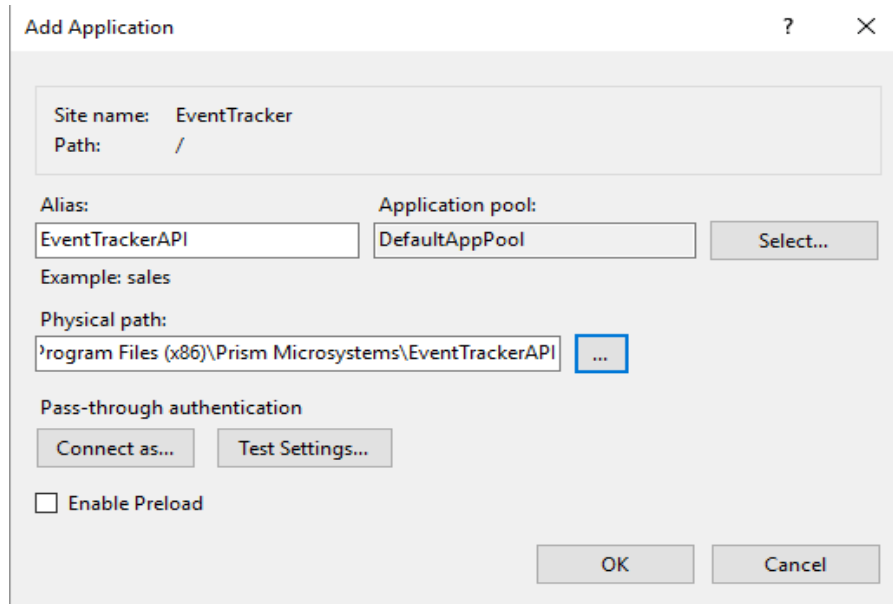 Add Application ?
Site name: EventTracker
Path: /
Alias: Application pool:
EventTrackerAPI DefaultAppPool Select...
Example: sales
Physical path:
Program Files (x86)\Prism Microsystems\EventTrackerAPI ...
Pass-through authentication
Connect as... Test Settings...
Enable Preload
OK Cancel